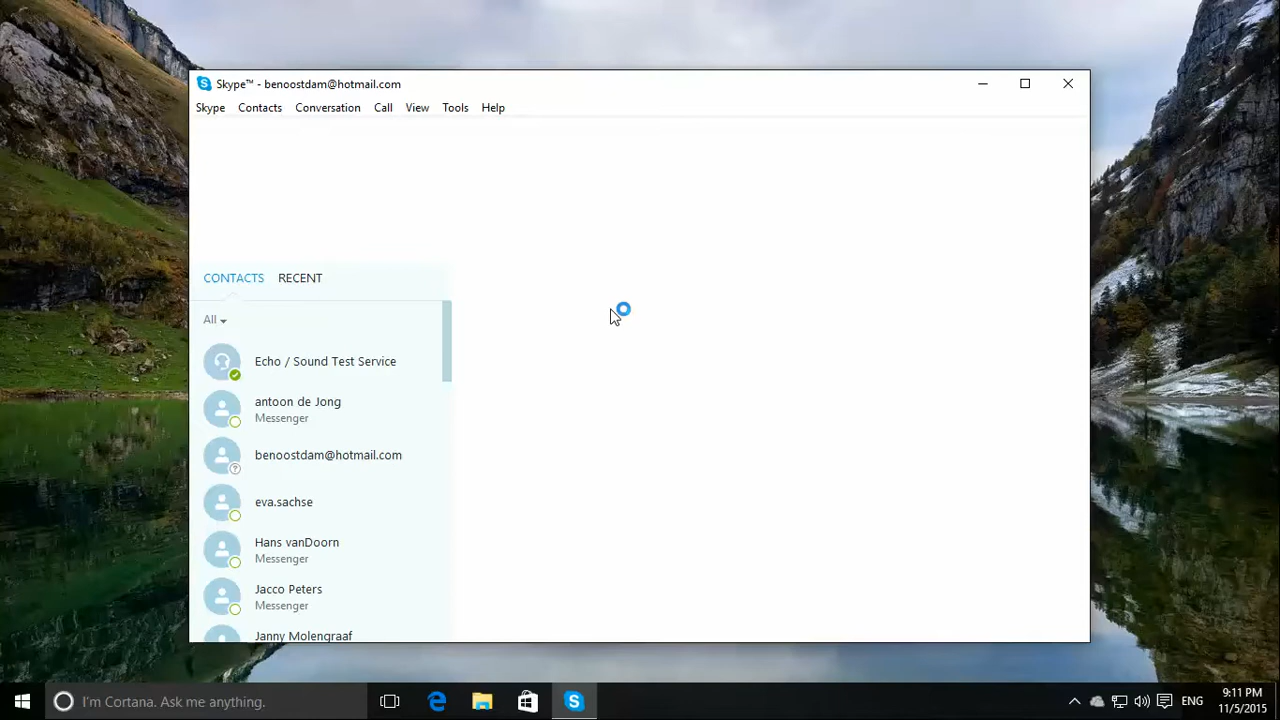 Skype™ - benoostdam@hotmail.com
Skype Contacts Conversation Call View Tools Help
CONTACTS RECENT
All
Echo / Sound Test Service
antoon de Jong
Messenger
benoostdam@hotmail.com
eva.sachse
Hans vanDoorn
Messenger
Jacco Peters
Messenger
Janny Molengraaf
I'm Cortana. Ask me anything.
ENG
9:11 PM
11/5/2015